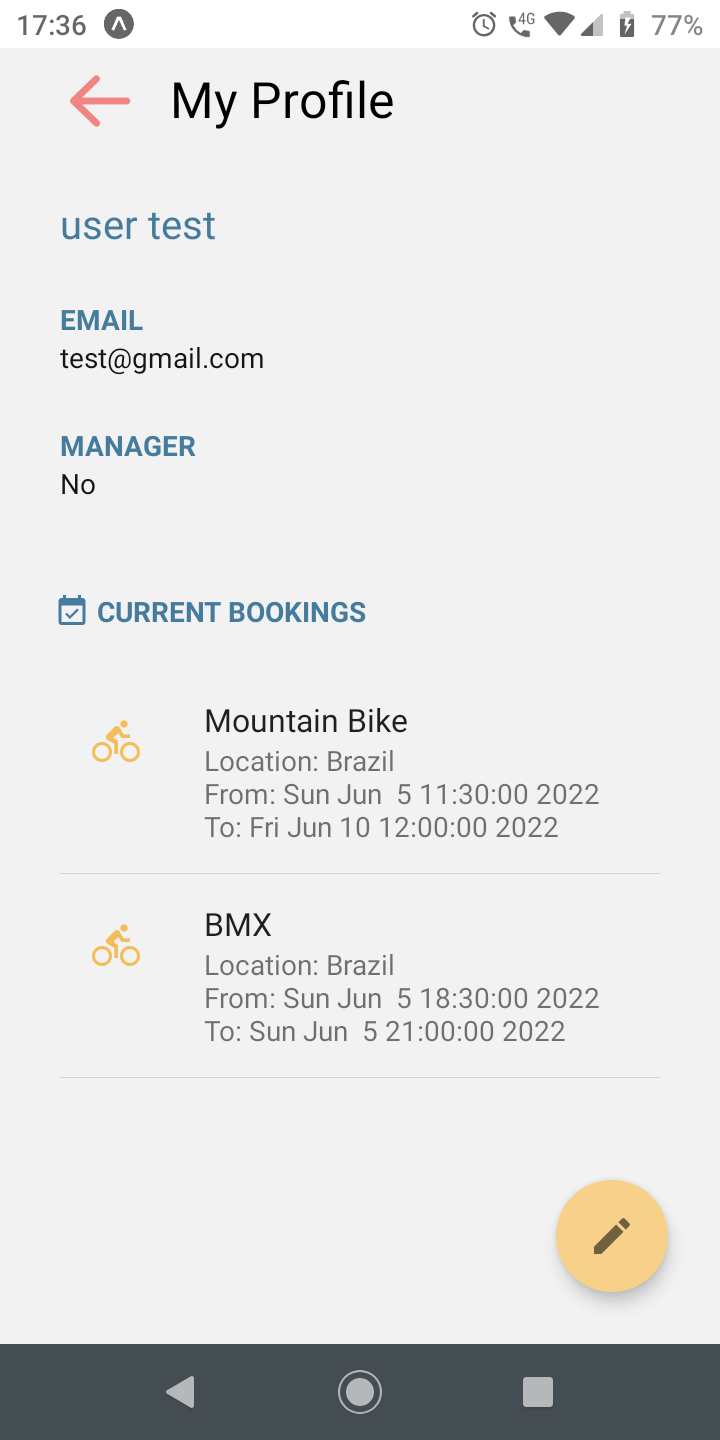 17:36 4G 77%
My Profile
user test
EMAIL
test@gmail.com
MANAGER
No
CURRENT BOOKINGS
Mountain Bike
Location: Brazil
From: Sun Jun  5 11:30:00 2022
To: Fri Jun 10 12:00:00 2022
BMX
Location: Brazil
From: Sun Jun  5 18:30:00 2022
To: Sun Jun  5 21:00:00 2022